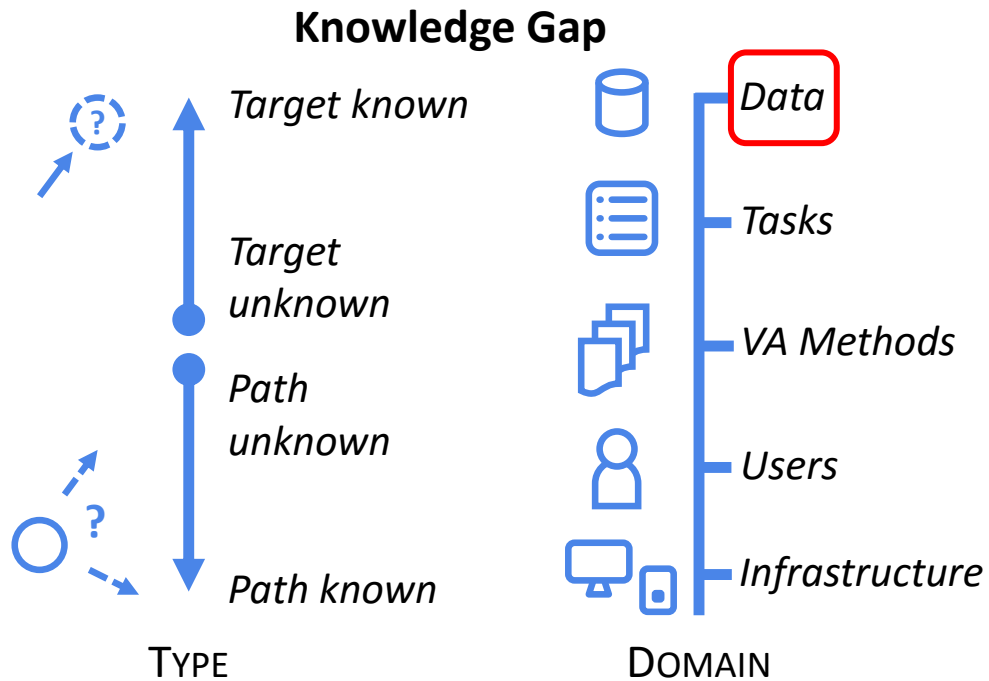 Knowledge Gap
?
Target known
Target
unknown
Path
unknown
?
Path known
TYPE
Data
Tasks
VA Methods
Users
Infrastructure
DOMAIN